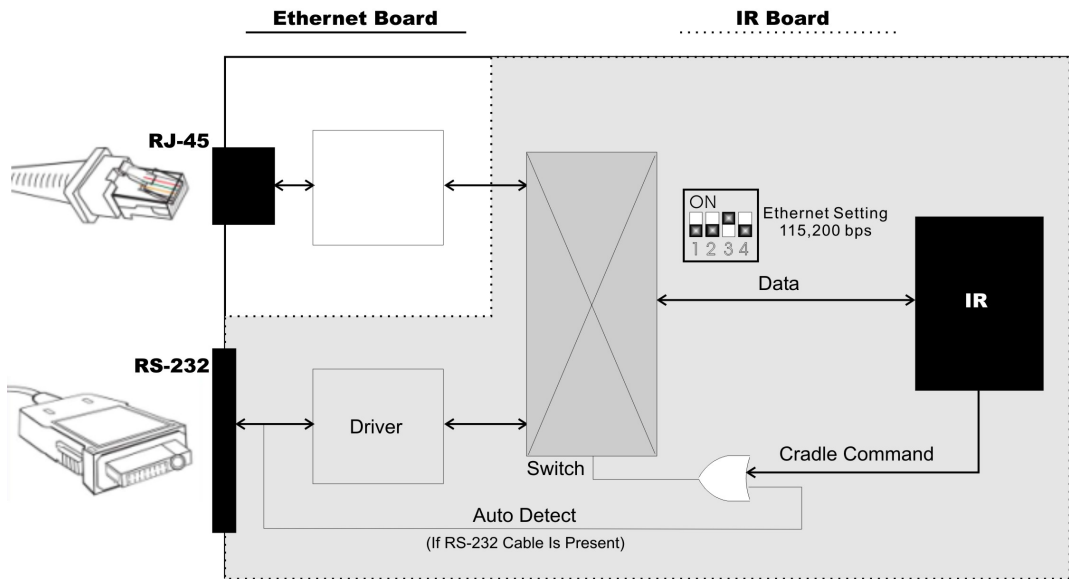 Ethernet Board
IR Board
RJ-45
ON
1 2 3 4
Ethernet Setting
115,200 bps
Data
IR
RS-232
Driver
Switch
Cradle Command
Auto Detect
(If RS-232 Cable Is Present)